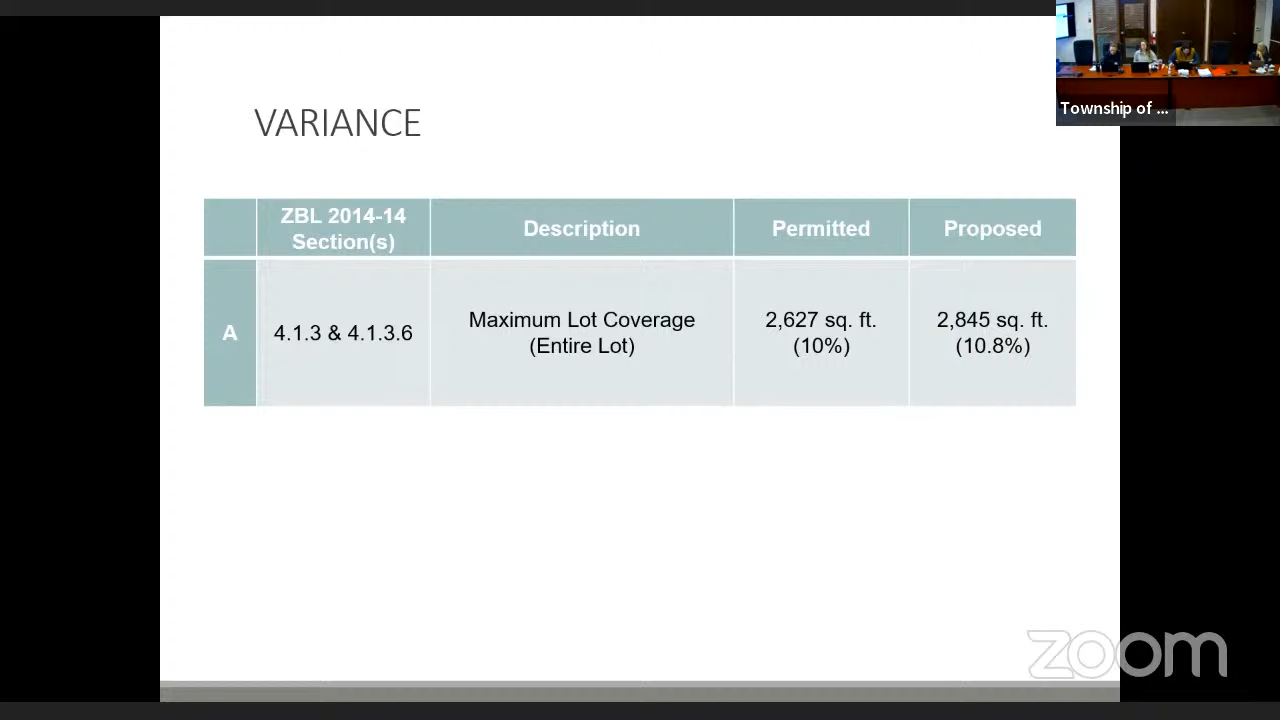 Township of ...
VARIANCE
ZBL 2014-14
Section(s)
Description
Permitted
Proposed
A
4.1.3 & 4.1.3.6
Maximum Lot Coverage
(Entire Lot)
2,627 sq. ft.
(10%)
2,845 sq. ft.
(10.8%)
zoom